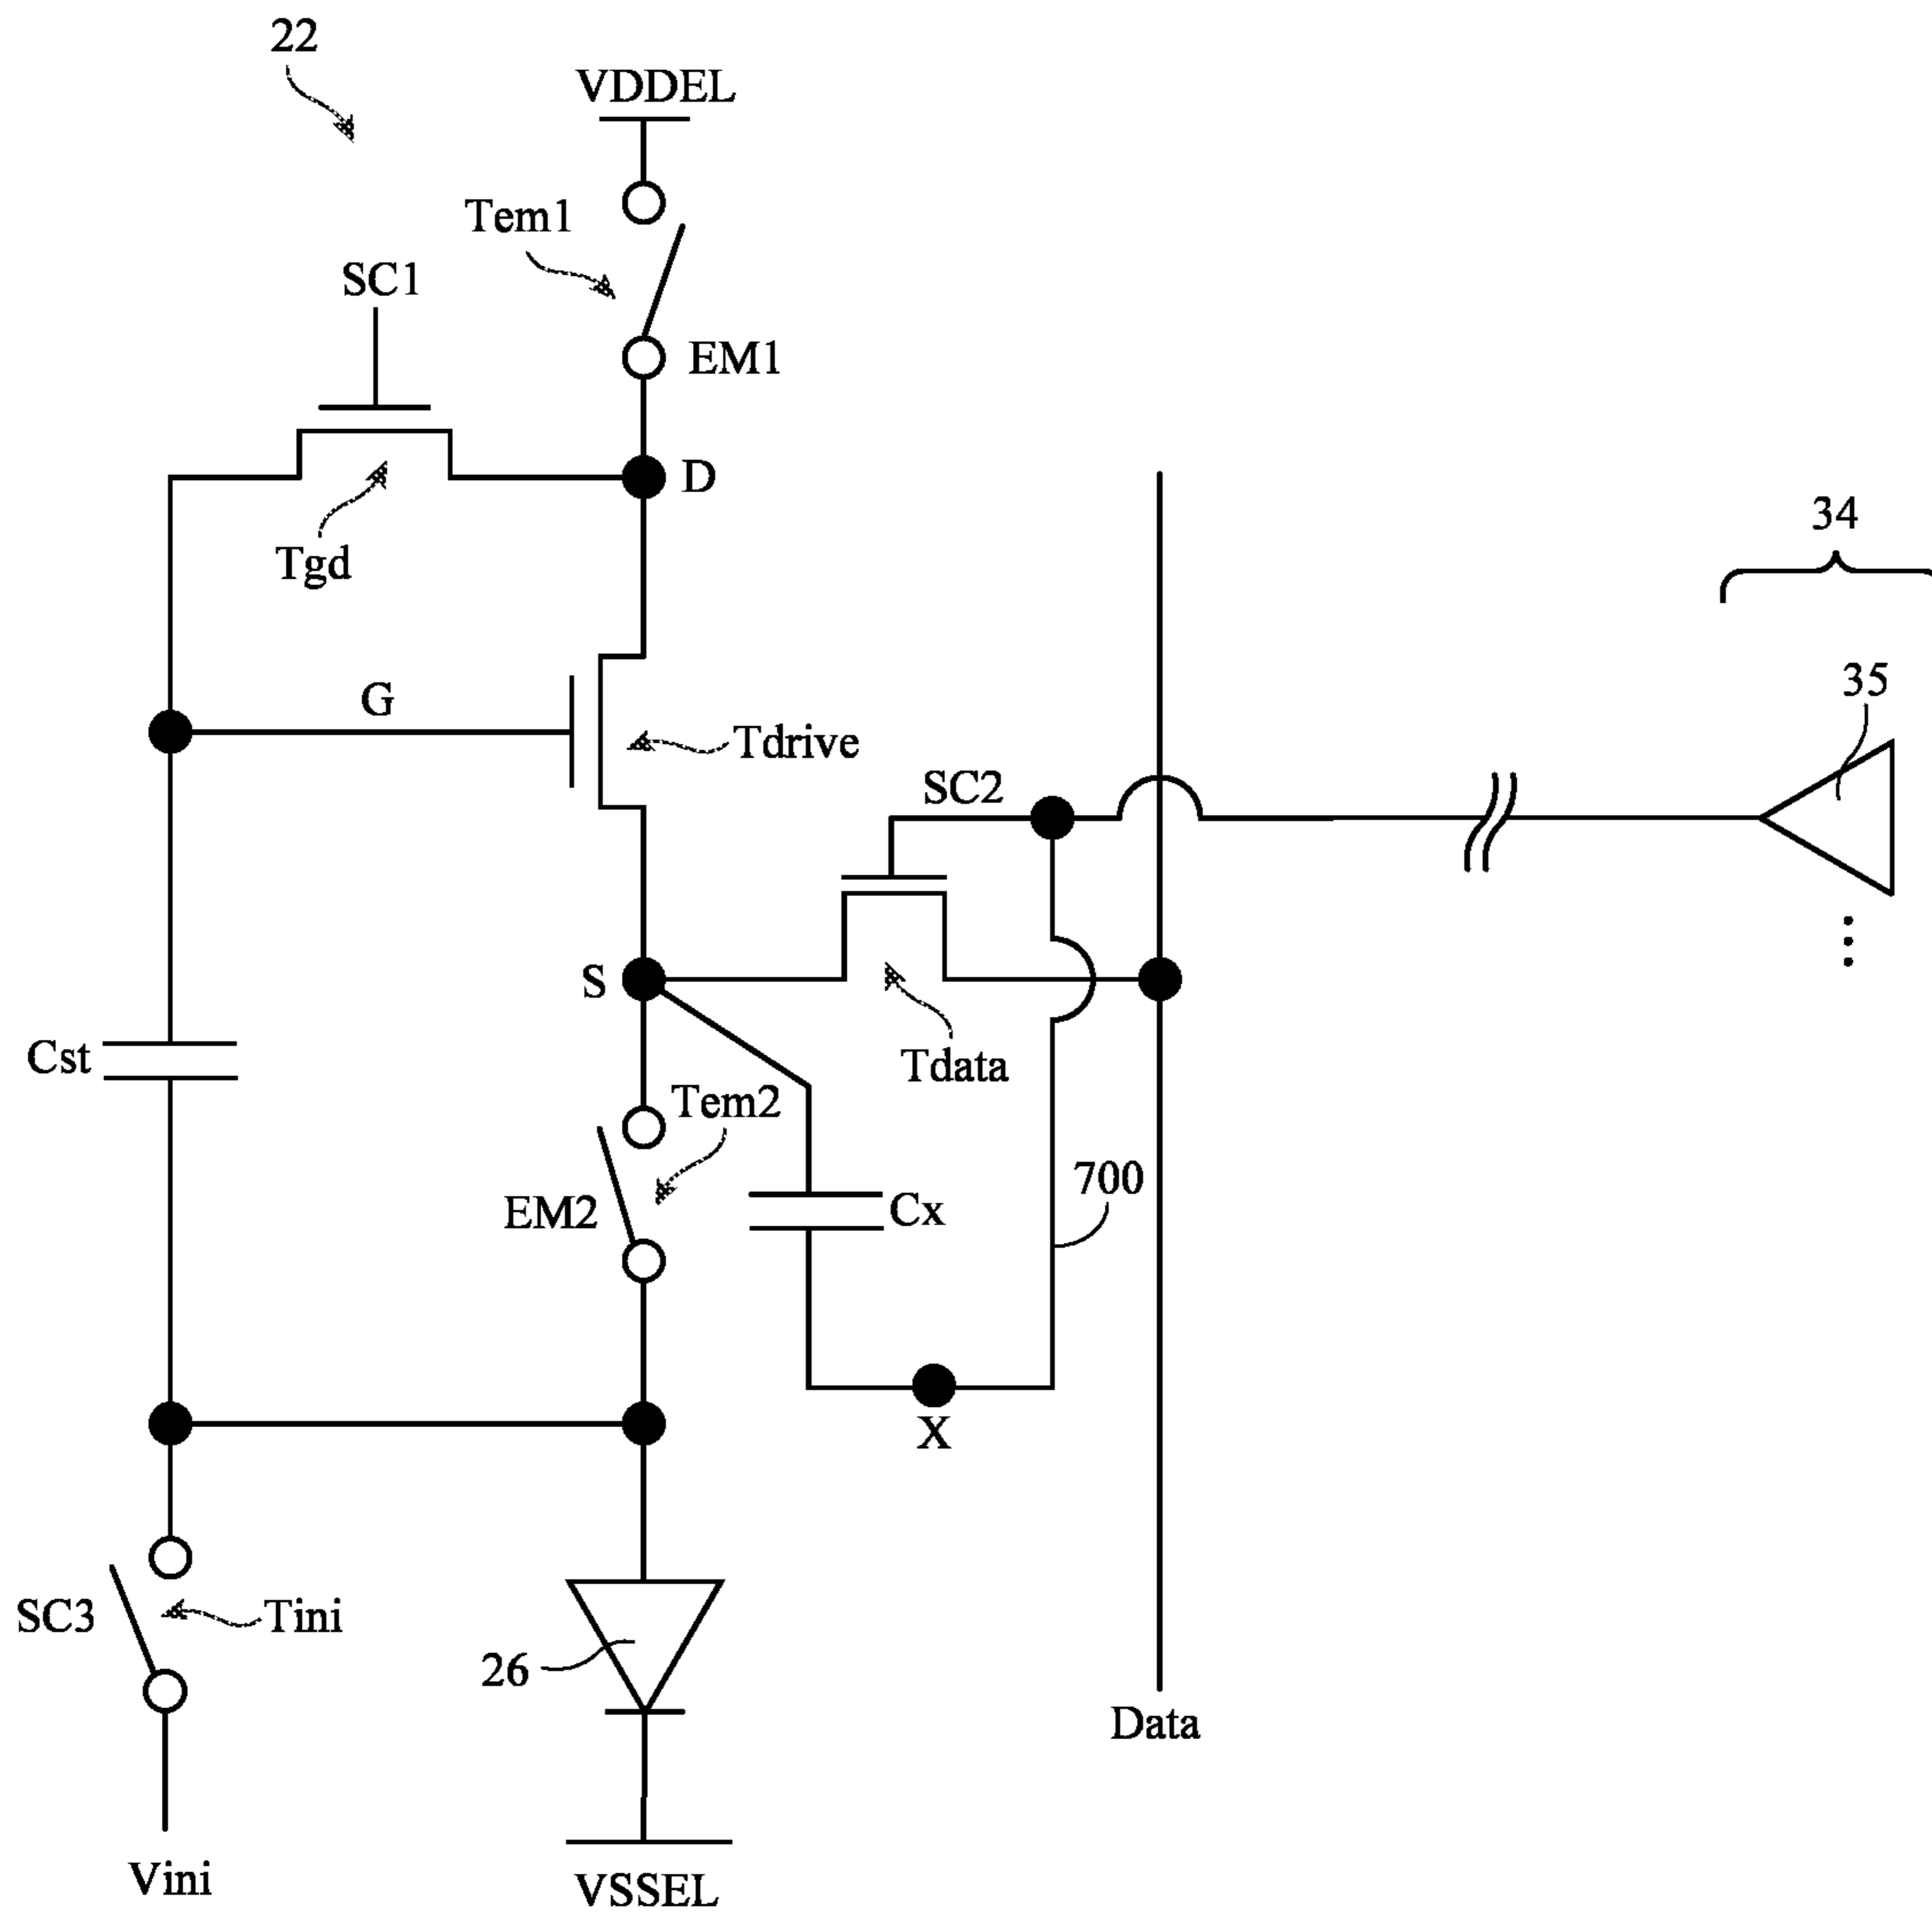 22
VDDEL
Tem1
SC1
EM1
D
34
Tgd
35
G
Tdrive
SC2
S
Cst
Tdata
Tem2
700
EM2
Cx
X
SC3
Tini
26
Data
Vini
VSSEL